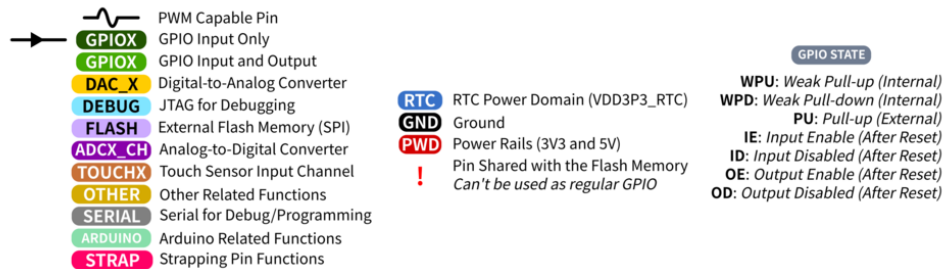 PWM Capable Pin
GPIOX GPIO Input Only
GPIOX GPIO Input and Output
DAC_X Digital-to-Analog Converter
DEBUG JTAG for Debugging
FLASH External Flash Memory (SPI)
ADCX_CH Analog-to-Digital Converter
TOUCHX Touch Sensor Input Channel
OTHER Other Related Functions
SERIAL Serial for Debug/Programming
ARDUINO Arduino Related Functions
STRAP Strapping Pin Functions
RTC RTC Power Domain (VDD3P3_RTC)
GND Ground
PWD Power Rails (3V3 and 5V)
! Pin Shared with the Flash Memory
Can't be used as regular GPIO
GPIO STATE
WPU: Weak Pull-up (Internal)
WPD: Weak Pull-down (Internal)
PU: Pull-up (External)
IE: Input Enable (After Reset)
ID: Input Disabled (After Reset)
OE: Output Enable (After Reset)
OD: Output Disabled (After Reset)